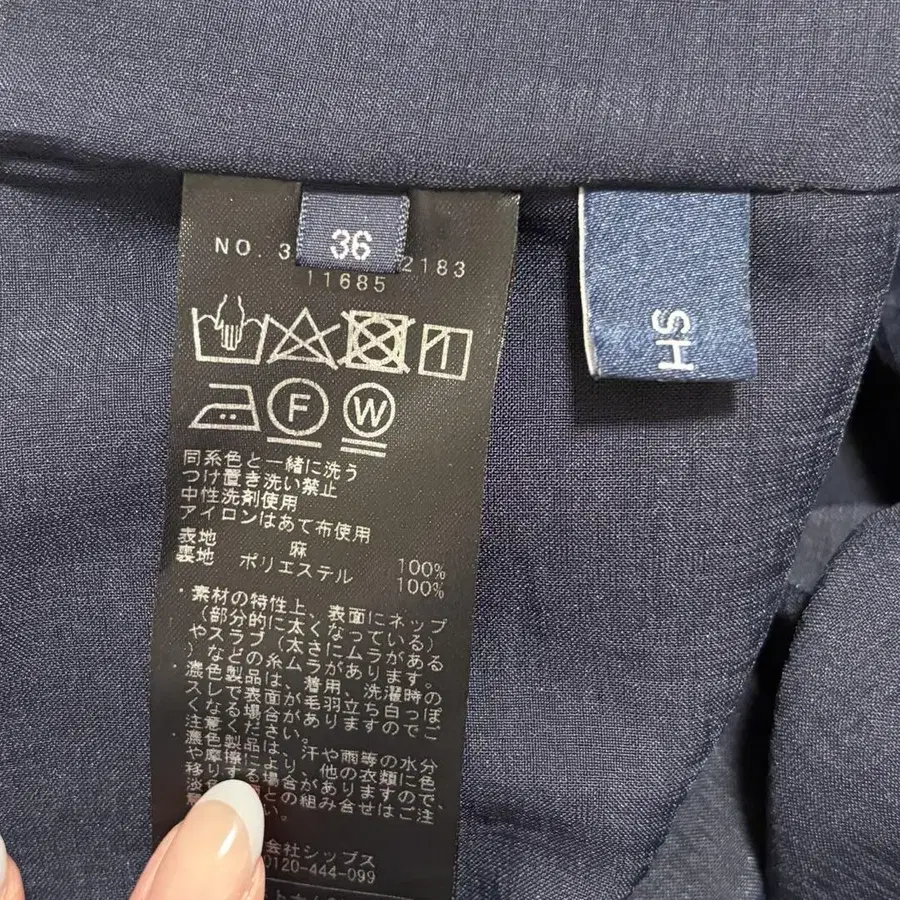 36
NO. 3 2183
11685
HS
F W
同系色と一緒に洗う
つけ置き洗い禁止
中性洗剤使用
アイロンはあて布使用
表地 麻 100%
裏地 ポリエステル 100%
・素材の特性上、表面にネップ
(部分的に太くなっている)
やスラブ(太さにムラがある
)などの糸ムラがあります。
・濃色製品は、着用、洗濯時の
スレで表面が毛羽立ち白っぽ
くなる場合がありますのでご
注意ください。
・濃色製品は、汗や雨等の水分
や摩擦により、他の衣類に色
移りする場合がありますので、
淡色 との組み合せはご注
い。
会社シップス
0120-444-099